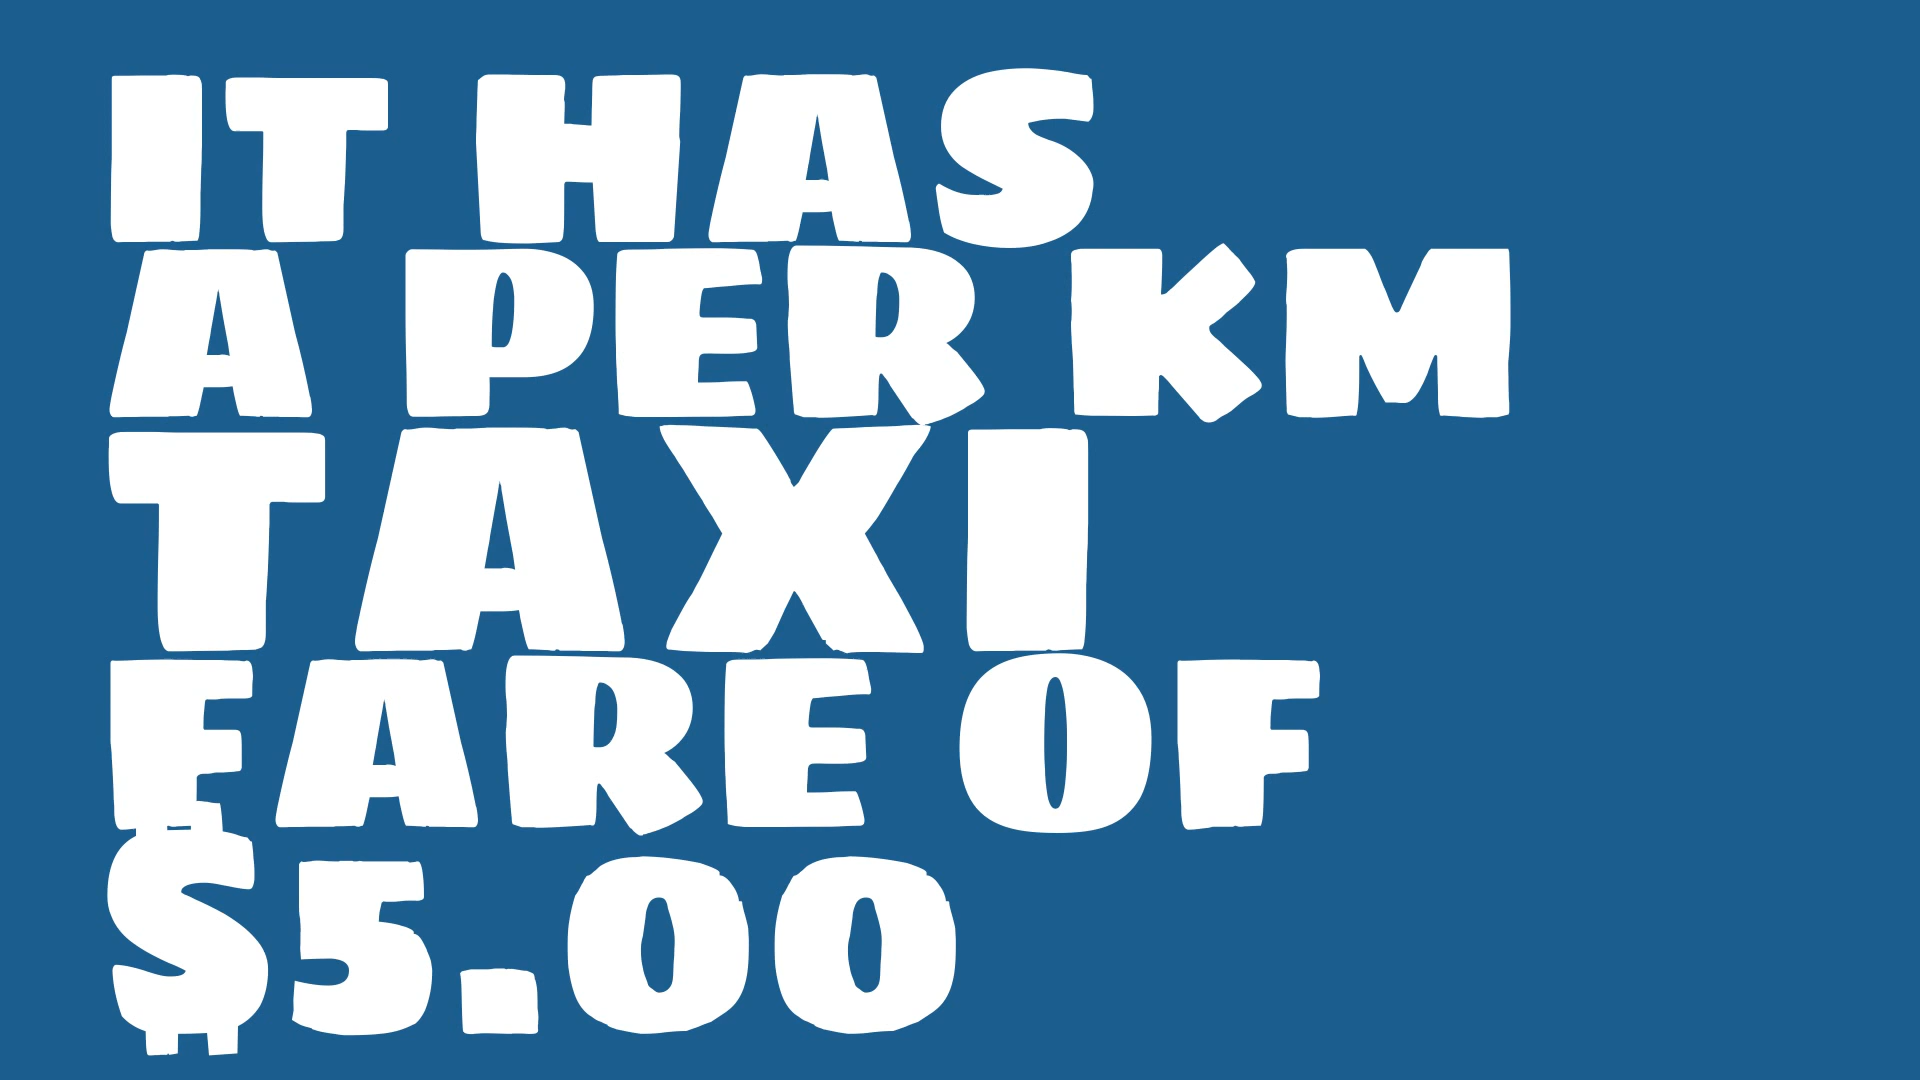 IT HAS
A PER KM
TAXI
FARE OF
$5.00